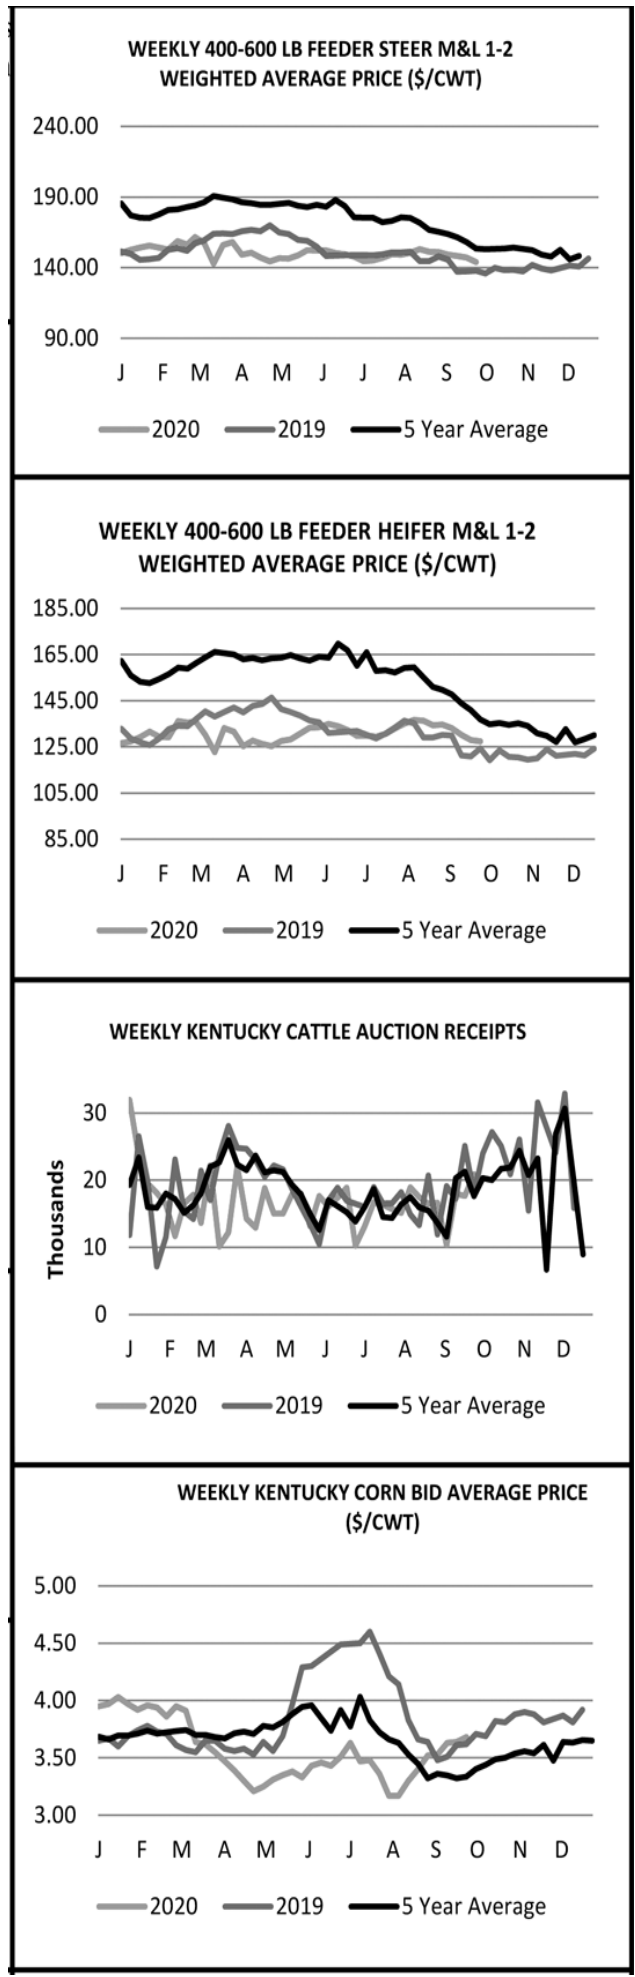 WEEKLY 400-600 LB FEEDER STEER M&L 1-2
WEIGHTED AVERAGE PRICE ($/CWT)
240.00
190.00
140.00
90.00
J F M A M J J A S O N D
2020 2019 5 Year Average
WEEKLY 400-600 LB FEEDER HEIFER M&L 1-2
WEIGHTED AVERAGE PRICE ($/CWT)
185.00
165.00
145.00
125.00
105.00
85.00
J F M A M J J A S O N D
2020 2019 5 Year Average
WEEKLY KENTUCKY CATTLE AUCTION RECEIPTS
Thousands
30
20
10
0
J F M A M J J A S O N D
2020 2019 5 Year Average
WEEKLY KENTUCKY CORN BID AVERAGE PRICE
($/CWT)
5.00
4.50
4.00
3.50
3.00
J F M A M J J A S O N D
2020 2019 5 Year Average